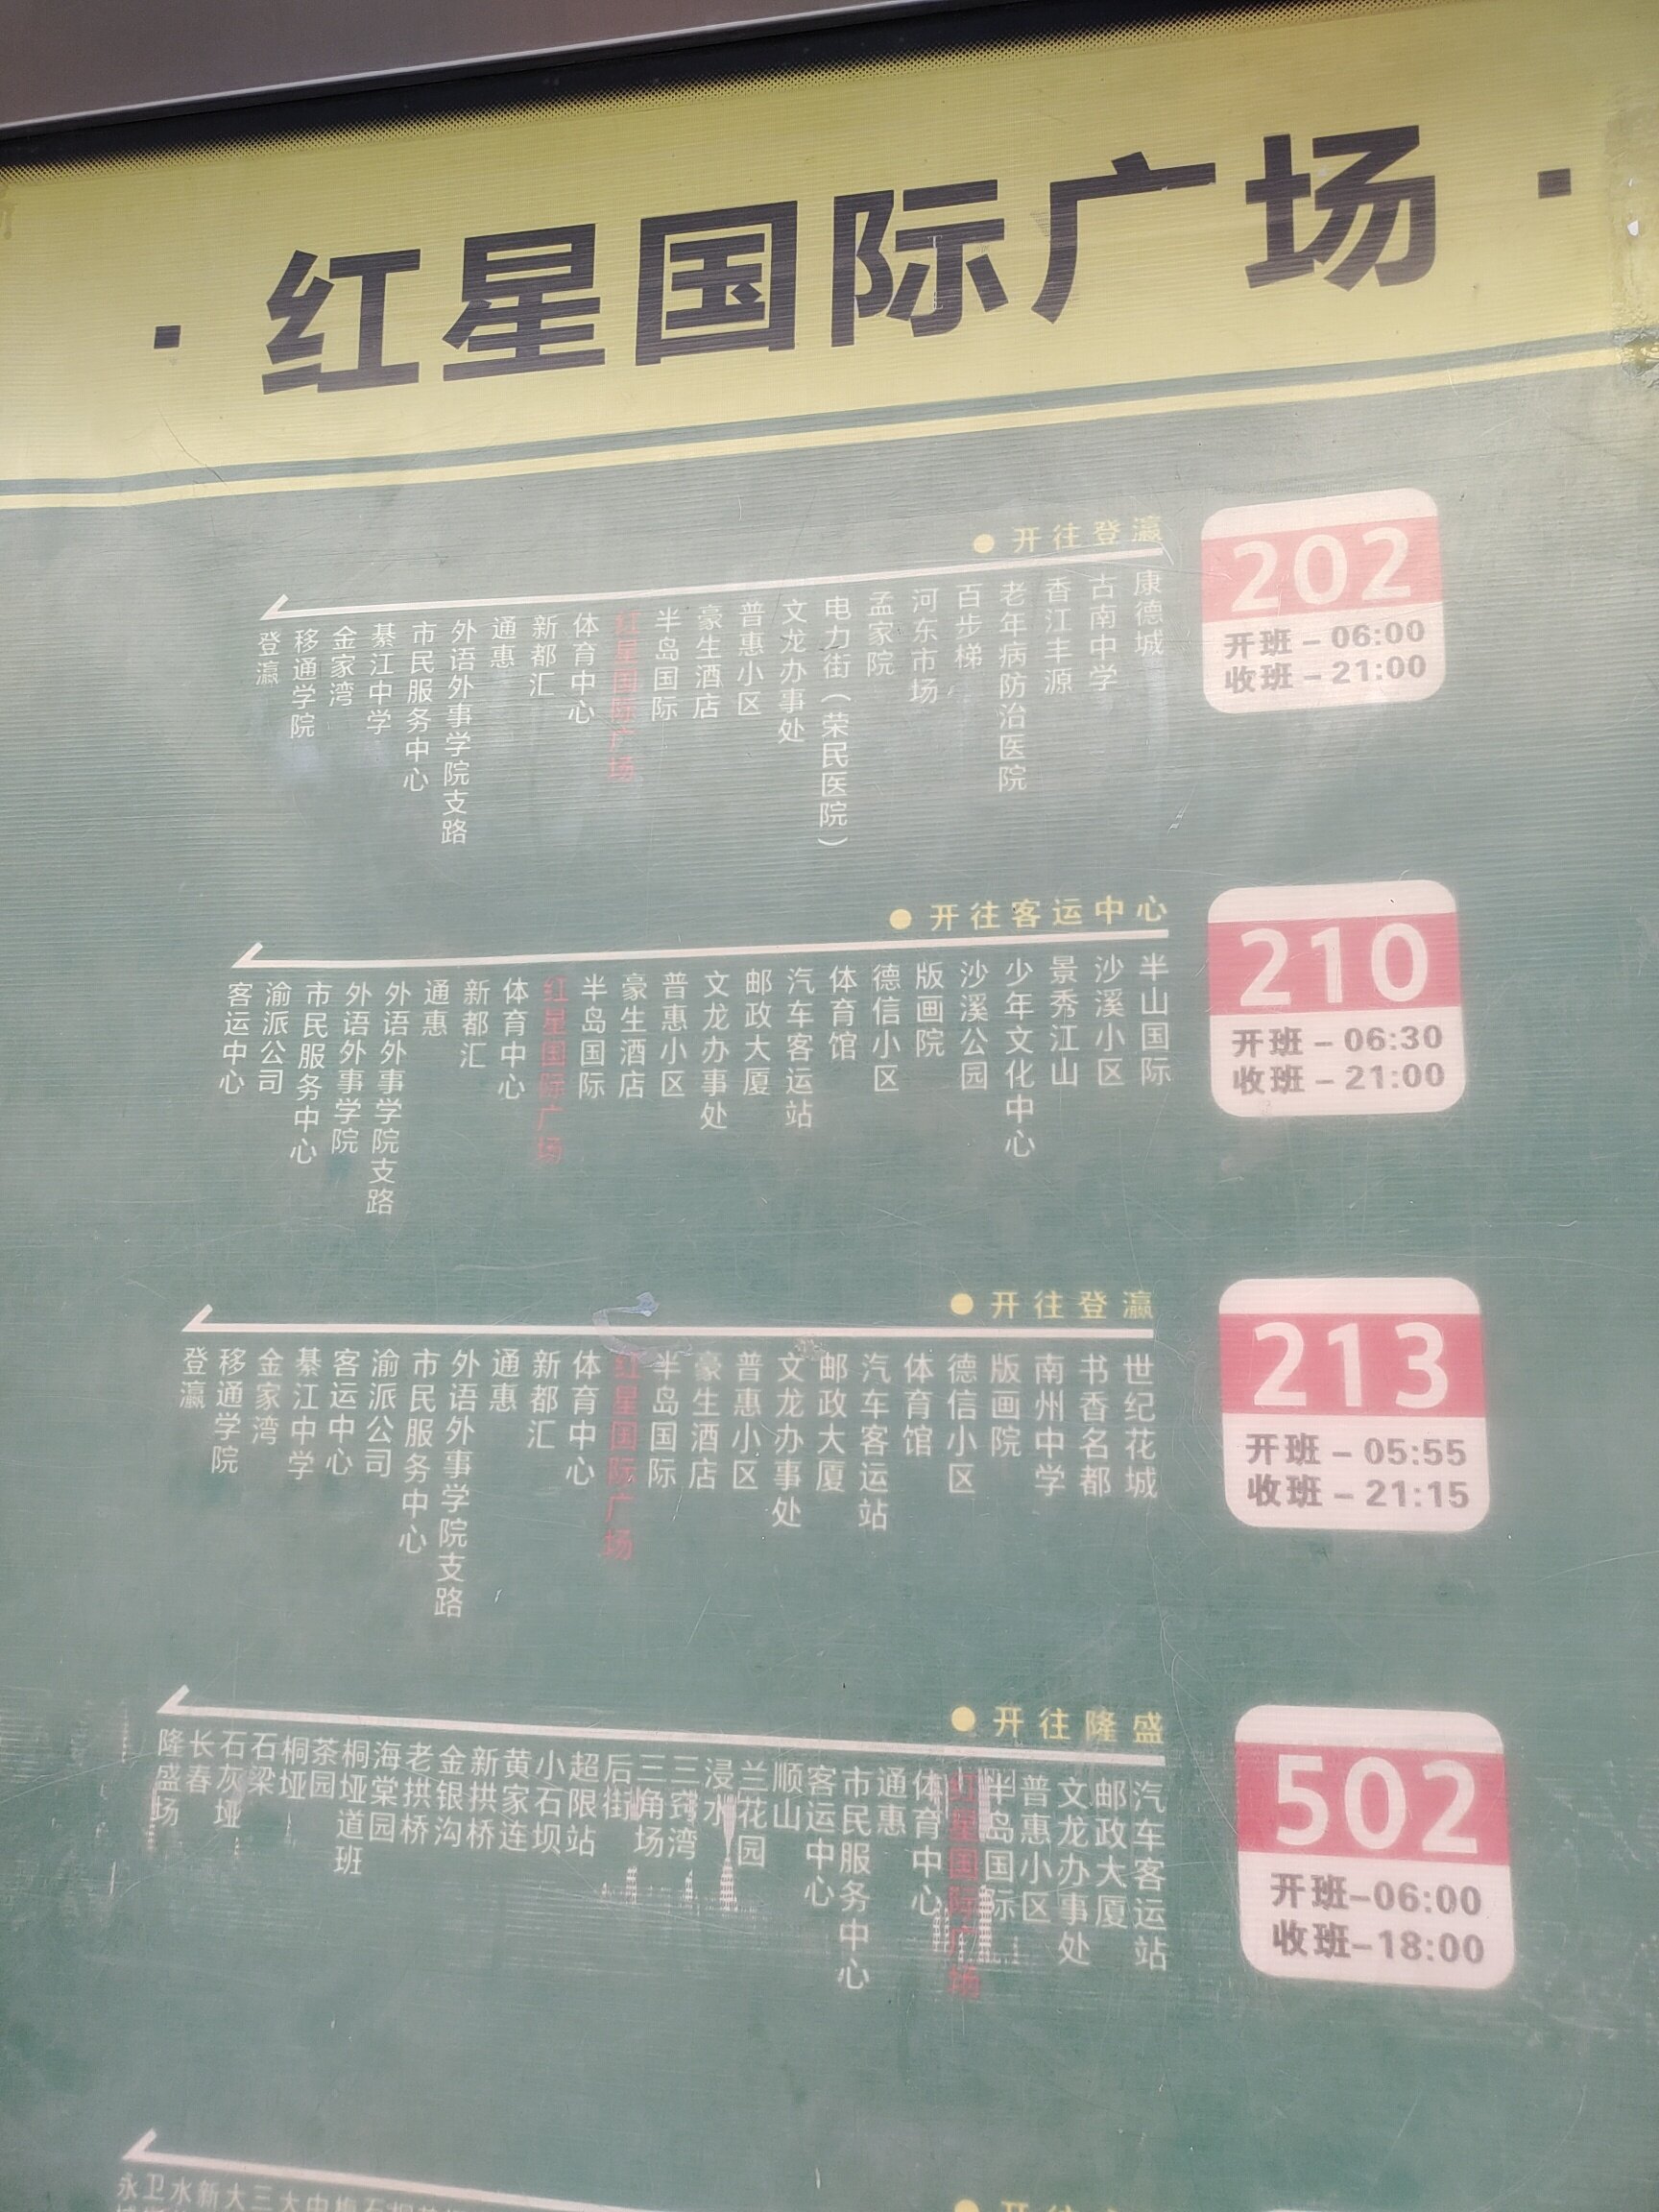 ·红星国际广场·
202
开班－06:00
收班－21:00
●开往登瀛
康德城
古南中学
香江丰源
老年病防治医院
百步梯
河东市场
孟家院
电力街（荣民医院）
文龙办事处
普惠小区
豪生酒店
半岛国际
红星国际广场
体育中心
新都汇
通惠
外语外事学院支路
市民服务中心
綦江中学
金家湾
移通学院
登瀛
210
开班－06:30
收班－21:00
●开往客运中心
半山国际
沙溪小区
景秀江山
少年文化中心
沙溪公园
版画院
德信小区
体育馆
汽车客运站
邮政大厦
文龙办事处
普惠小区
豪生酒店
半岛国际
红星国际广场
体育中心
新都汇
通惠
外语外事学院支路
外语外事学院
市民服务中心
渝派公司
客运中心
213
开班－05:55
收班－21:15
●开往登瀛
世纪花城
书香名都
南州中学
版画院
德信小区
体育馆
汽车客运站
邮政大厦
文龙办事处
普惠小区
豪生酒店
半岛国际
红星国际广场
体育中心
新都汇
通惠
外语外事学院支路
市民服务中心
渝派公司
客运中心
綦江中学
金家湾
移通学院
登瀛
502
开班–06:00
收班–18:00
●开往隆盛
汽车客运站
邮政大厦
文龙办事处
普惠小区
半岛国际
红星国际广场
体育中心
通惠
市民服务中心
客运中心
顺山
兰花园
浸水
三窍湾
三角场
后街
超限站
小石坝
黄家连
新拱桥
金银沟
老拱桥
海棠园
桐垭道班
茶园
桐垭
石梁
石灰垭
长春
隆盛场
●开往